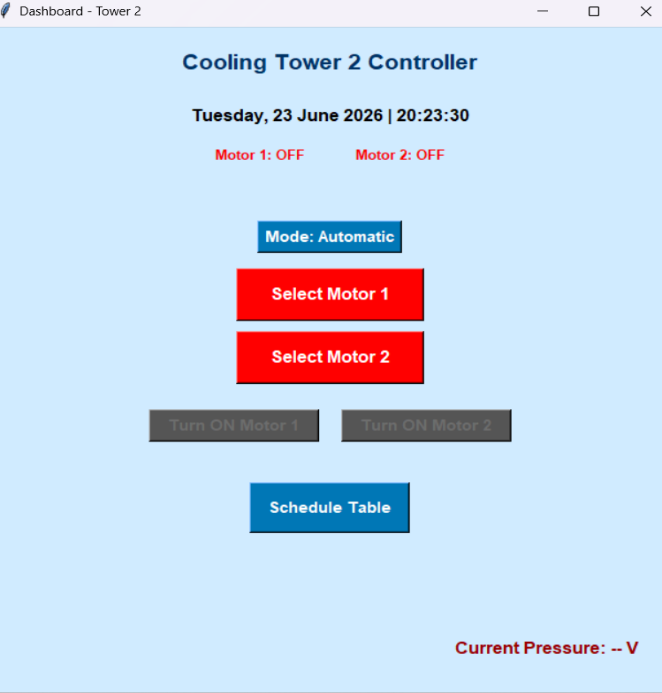 Dashboard - Tower 2
Cooling Tower 2 Controller
Tuesday, 23 June 2026 | 20:23:30
Motor 1: OFF Motor 2: OFF
Mode: Automatic
Select Motor 1
Select Motor 2
Turn ON Motor 1 Turn ON Motor 2
Schedule Table
Current Pressure: -- V